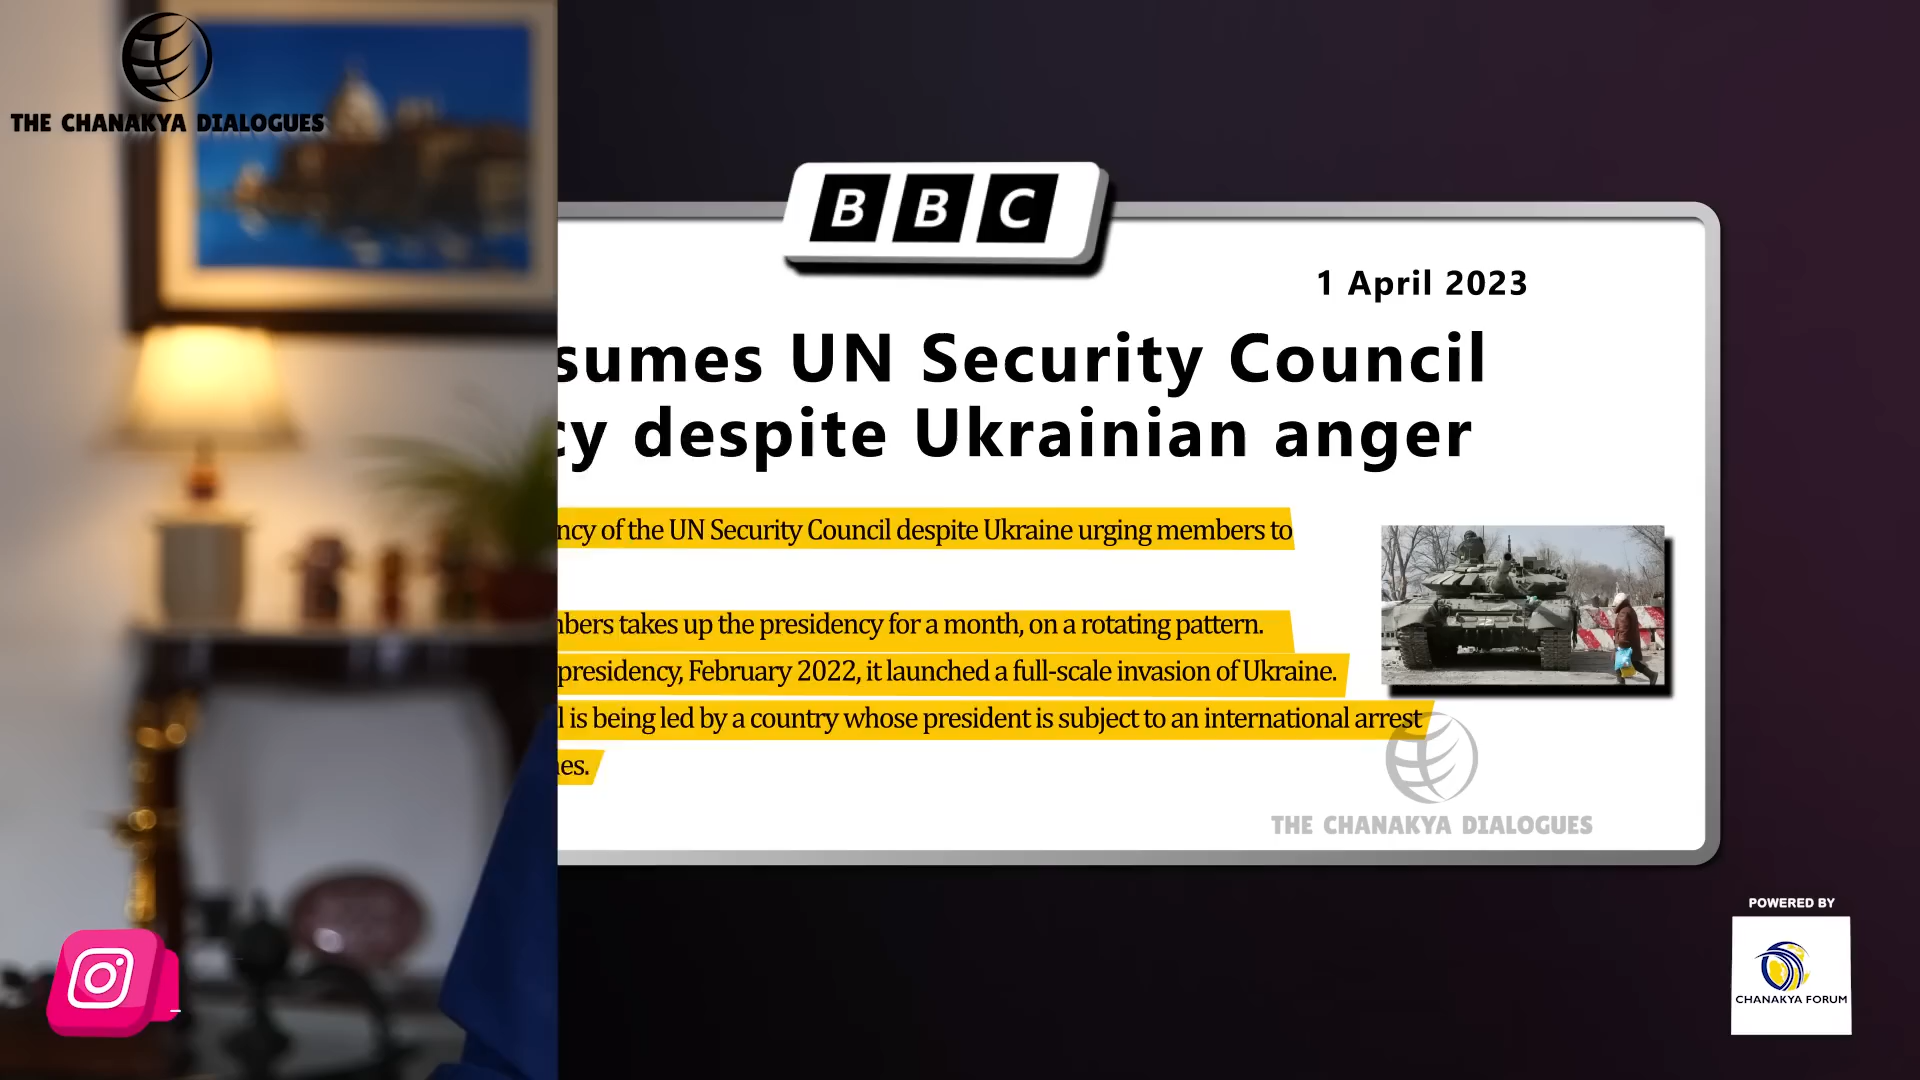 THE CHANAKYA DIALOGUES
BBC
1 April 2023
sumes UN Security Council
cy despite Ukrainian anger
ncy of the UN Security Council despite Ukraine urging members to
bers takes up the presidency for a month, on a rotating pattern.
presidency, February 2022, it launched a full-scale invasion of Ukraine.
l is being led by a country whose president is subject to an international arrest
es.
THE CHANAKYA DIALOGUES
POWERED BY
CHANAKYA FORUM